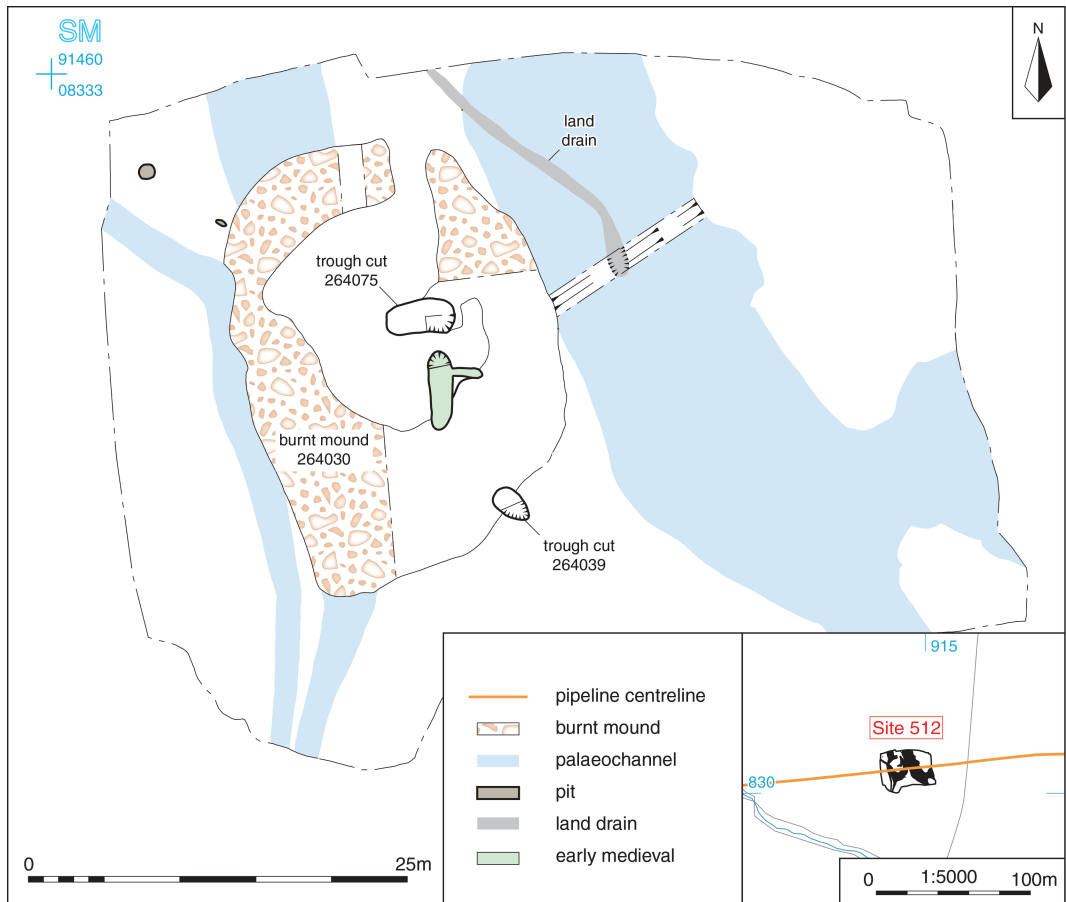 SM
91460
08333
N
land
drain
trough cut
264075
burnt mound
264030
trough cut
264039
pipeline centreline
burnt mound
palaeochannel
pit
land drain
early medieval
0 25m
915
Site 512
830
0 1:5000 100m